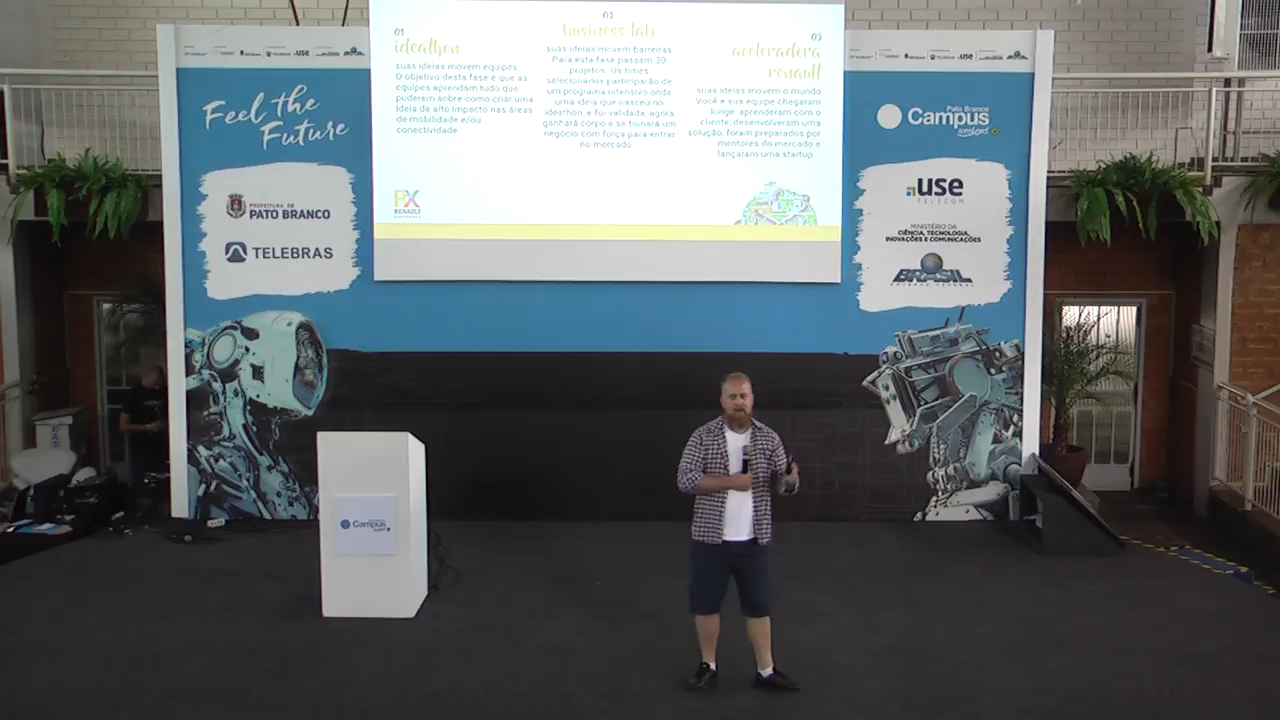 01
ideathon
suas ideias movem equipes
O objetivo desta fase é que as
equipes aprendam tudo que
puderem sobre como criar uma
ideia de alto impacto nas áreas
de mobilidade e/ou
conectividade
02
business lab
suas ideias movem barreiras
Para esta fase passam 30
projetos. Os times
selecionados participarão de
um programa intensivo onde
uma ideia que nasceu no
ideathon, e foi validada, agora
ganhará corpo e se tornará um
negócio com força para entrar
no mercado
03
aceleradora
renault
suas ideias movem o mundo
Você e sua equipe chegaram
longe, aprenderam com o
cliente, desenvolveram uma
solução, foram preparados por
mentores do mercado e
lançaram uma startup...
RX
RENAULT
Feel the
Future
PREFEITURA DE
PATO BRANCO
TELEBRAS
Pato Branco
Campus
weekend
use
TELECOM
MINISTÉRIO DA
CIÊNCIA, TECNOLOGIA,
INOVAÇÕES E COMUNICAÇÕES
BRASIL
GOVERNO FEDERAL
Campus